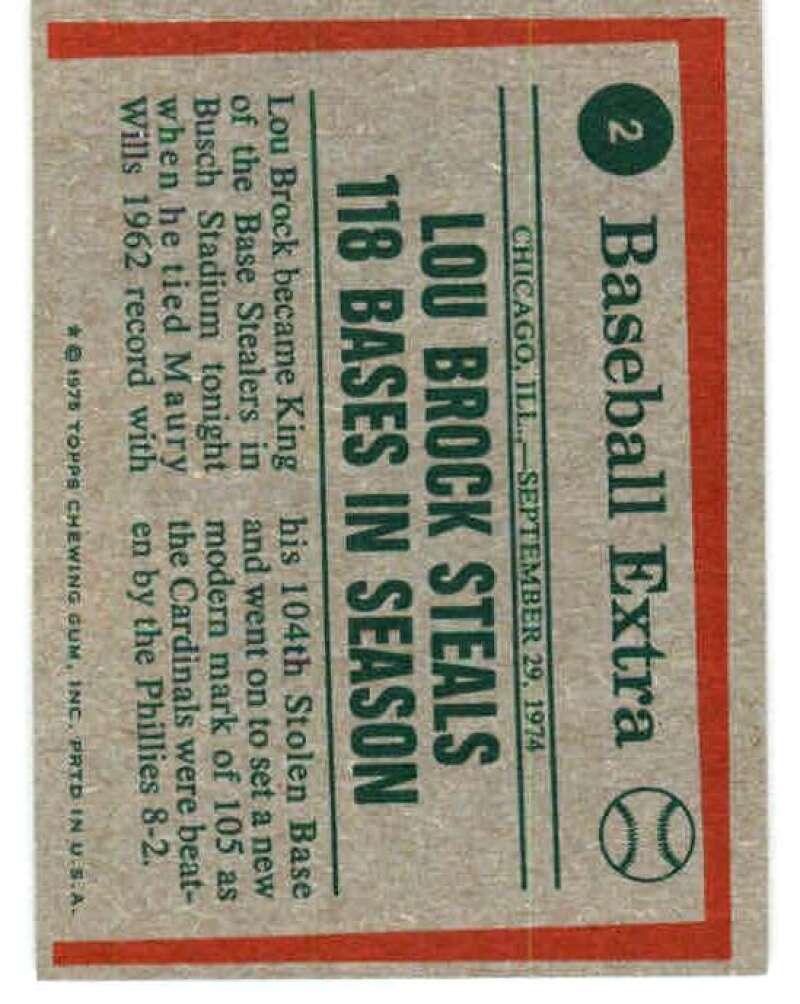 2 Baseball Extra
CHICAGO, ILL.,—SEPTEMBER 29, 1974
LOU BROCK STEALS
118 BASES IN SEASON
Lou Brock became King
of the Base Stealers in
Busch Stadium tonight
when he tied Maury
Wills 1962 record with
his 104th Stolen Base
and went on to set a new
modern mark of 105 as
the Cardinals were beat-
en by the Phillies 8-2.
* © 1975 TOPPS CHEWING GUM, INC. PRTD IN U.S.A.